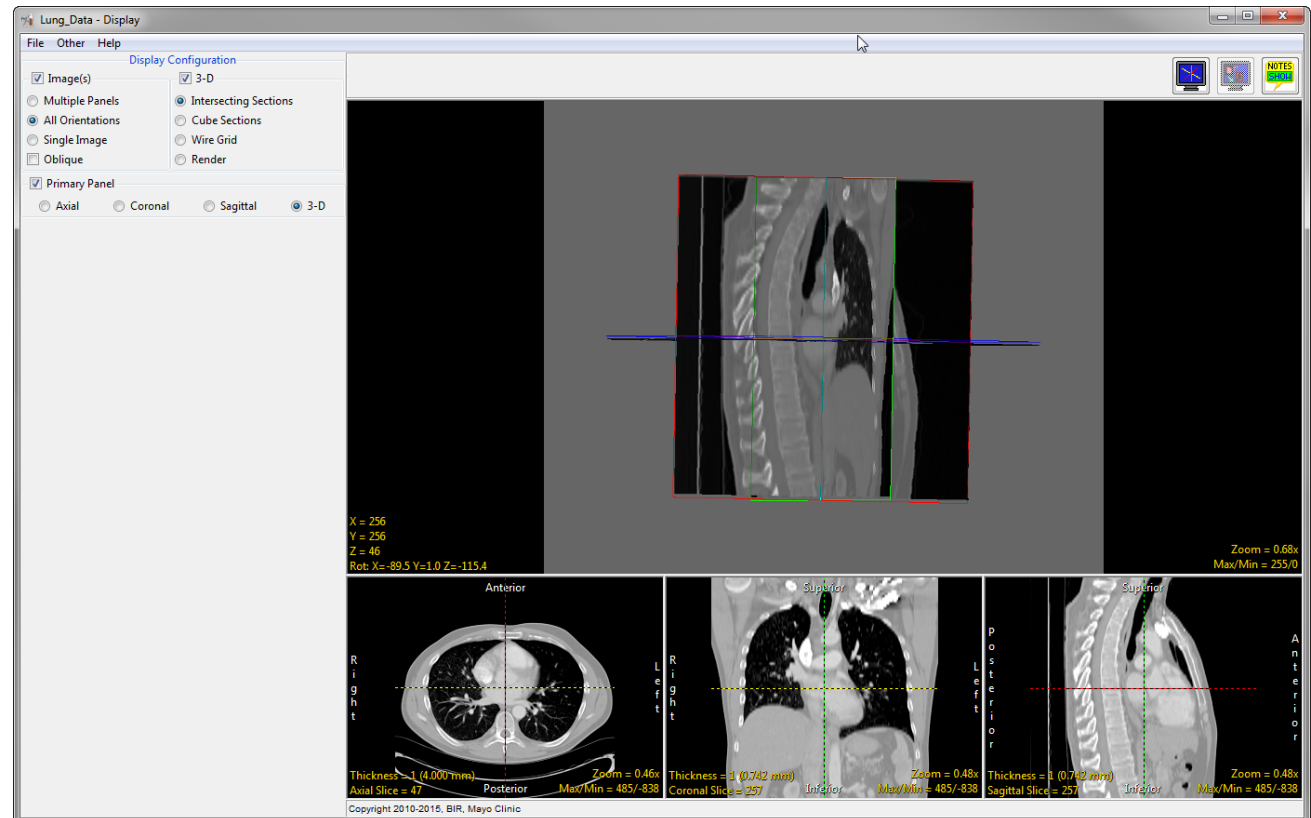 Lung_Data - Display
File Other Help
Display Configuration
Image(s) 3-D
Multiple Panels Intersecting Sections
All Orientations Cube Sections
Single Image Wire Grid
Oblique Render
Primary Panel
Axial Coronal Sagittal 3-D
NOTES
SHOW
X = 256
Y = 256
Z = 46
Rot: X=-89.5 Y=1.0 Z=-115.4
Zoom = 0.68x
Max/Min = 255/0
Anterior
Right
Left
Thickness = 1 (4.000 mm)
Axial Slice = 47
Posterior
Zoom = 0.46x
Max/Min = 485/-838
Superior
Right
Left
Thickness = 1 (0.742 mm)
Coronal Slice = 257
Inferior
Zoom = 0.48x
Max/Min = 485/-838
Superior
Posterior
Anterior
Thickness = 1 (0.742 mm)
Sagittal Slice = 257
Inferior
Zoom = 0.48x
Max/Min = 485/-838
Copyright 2010-2015, BIR, Mayo Clinic